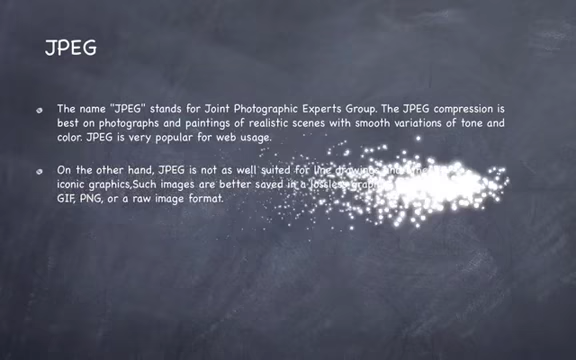 JPEG
The name "JPEG" stands for Joint Photographic Experts Group. The JPEG compression is
best on photographs and paintings of realistic scenes with smooth variations of tone and
color. JPEG is very popular for web usage.
On the other hand, JPEG is not as well suited for line drawings and
iconic graphics,Such images are better saved in a lossless
GIF, PNG, or a raw image format.